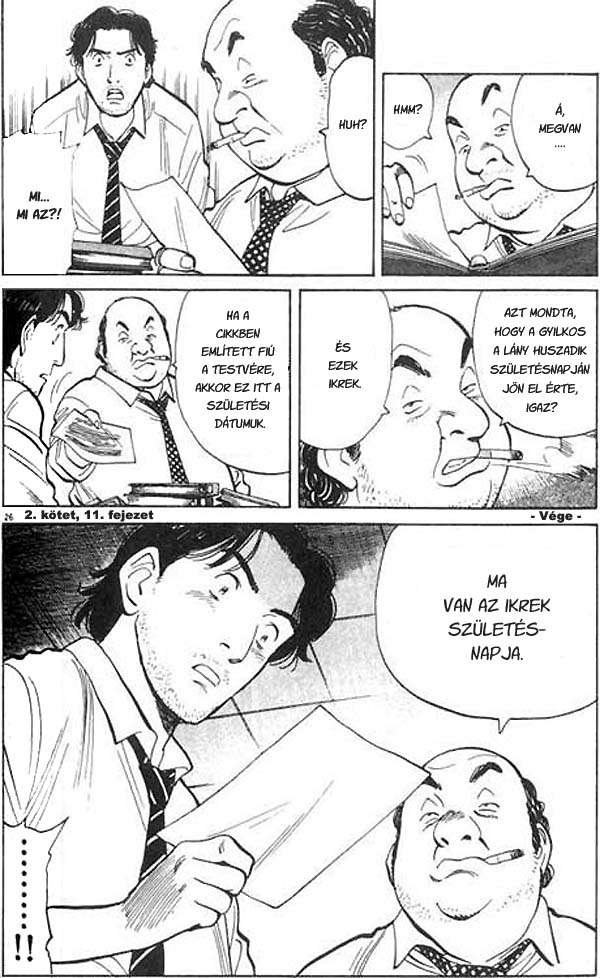 Á,
MEGVAN
....
HMM?
HUH?
MI...
MI AZ?!
AZT MONDTA,
HOGY A GYILKOS
A LÁNY HUSZADIK
SZÜLETÉSNAPJÁN
JÖN EL ÉRTE,
IGAZ?
ÉS
EZEK
IKREK.
HA A
CIKKBEN
EMLÍTETT FIÚ
A TESTVÉRE,
AKKOR EZ ITT A
SZÜLETÉSI
DÁTUMUK.
26 2. kötet, 11. fejezet
- Vége -
MA
VAN AZ IKREK
SZÜLETÉS-
NAPJA.
.........!!